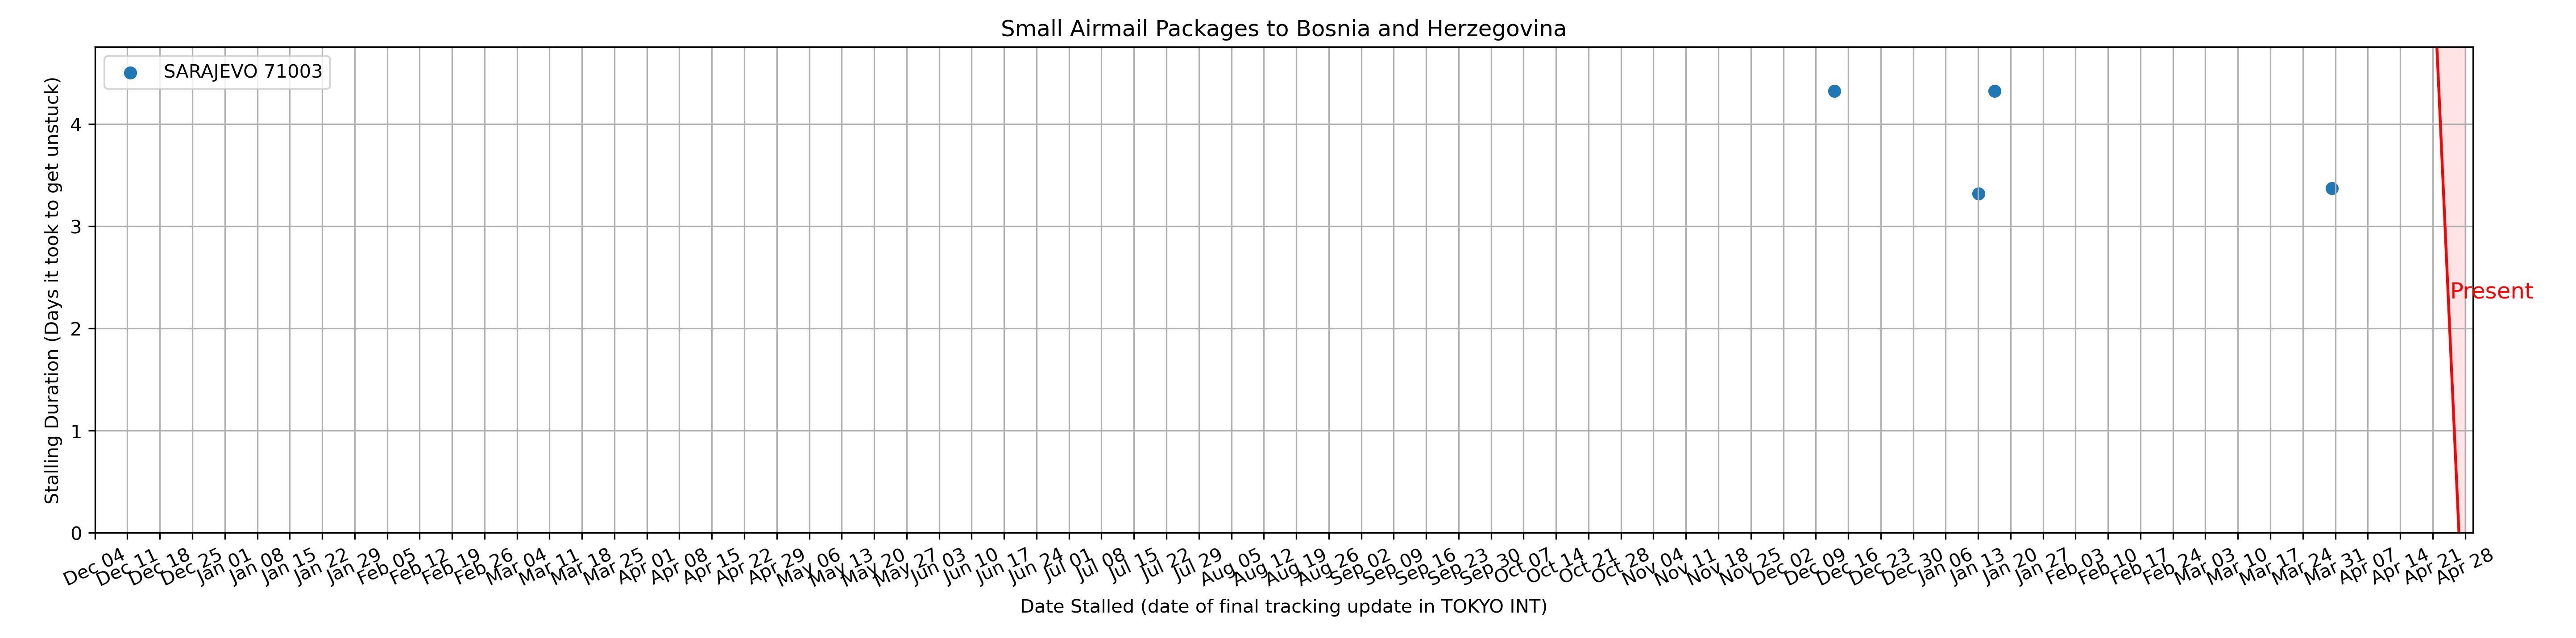 Small Airmail Packages to Bosnia and Herzegovina
SARAJEVO 71003
Stalling Duration (Days it took to get unstuck)
4
3
2
1
0
Present
Dec 04
Dec 11
Dec 18
Dec 25
Jan 01
Jan 08
Jan 15
Jan 22
Jan 29
Feb 05
Feb 12
Feb 19
Feb 26
Mar 04
Mar 11
Mar 18
Mar 25
Apr 01
Apr 08
Apr 15
Apr 22
Apr 29
May 06
May 13
May 20
May 27
Jun 03
Jun 10
Jun 17
Jun 24
Jul 01
Jul 08
Jul 15
Jul 22
Jul 29
Aug 05
Aug 12
Aug 19
Aug 26
Sep 02
Sep 09
Sep 16
Sep 23
Sep 30
Oct 07
Oct 14
Oct 21
Oct 28
Nov 04
Nov 11
Nov 18
Nov 25
Dec 02
Dec 09
Dec 16
Dec 23
Dec 30
Jan 06
Jan 13
Jan 20
Jan 27
Feb 03
Feb 10
Feb 17
Feb 24
Mar 03
Mar 10
Mar 17
Mar 24
Mar 31
Apr 07
Apr 14
Apr 21
Apr 28
Date Stalled (date of final tracking update in TOKYO INT)